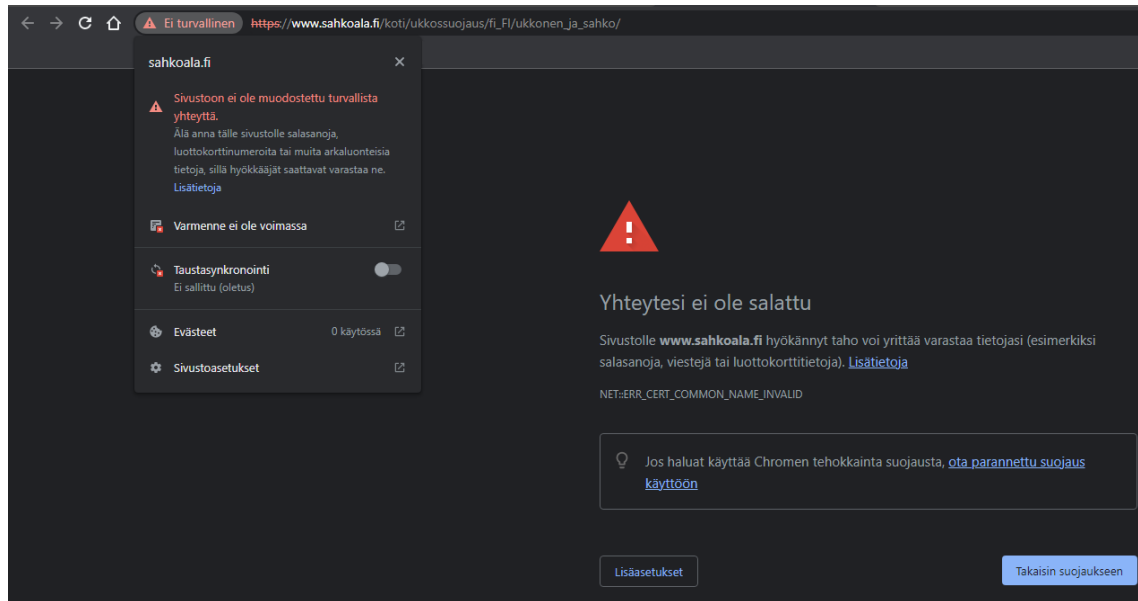 Ei turvallinen https://www.sahkoala.fi/koti/ukkossuojaus/fi_FI/ukkonen_ja_sahko/
sahkoala.fi
Sivustoon ei ole muodostettu turvallista
yhteyttä.
Älä anna tälle sivustolle salasanoja,
luottokorttinumeroita tai muita arkaluonteisia
tietoja, sillä hyökkääjät saattavat varastaa ne.
Lisätietoja
Varmenne ei ole voimassa
Taustasynkronointi
Ei sallittu (oletus)
Evästeet 0 käytössä
Sivustoasetukset
Yhteytesi ei ole salattu
Sivustolle www.sahkoala.fi hyökännyt taho voi yrittää varastaa tietojasi (esimerkiksi
salasanoja, viestejä tai luottokorttitietoja). Lisätietoja
NET::ERR_CERT_COMMON_NAME_INVALID
Jos haluat käyttää Chromen tehokkainta suojausta, ota parannettu suojaus
käyttöön
Lisäasetukset
Takaisin suojaukseen